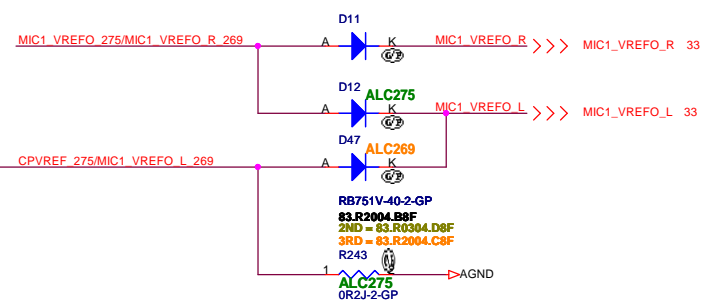 D11
MIC1_VREFO_275/MIC1_VREFO_R_269 A K MIC1_VREFO_R MIC1_VREFO_R 33
G/P
D12
ALC275
A K MIC1_VREFO_L MIC1_VREFO_L 33
G/P
D47
ALC269
CPVREF_275/MIC1_VREFO_L_269 A K
G/P
RB751V-40-2-GP
83.R2004.B8F
2ND = 83.R0304.D8F
3RD = 83.R2004.C8F
R243
1 AGND
ALC275
0R2J-2-GP